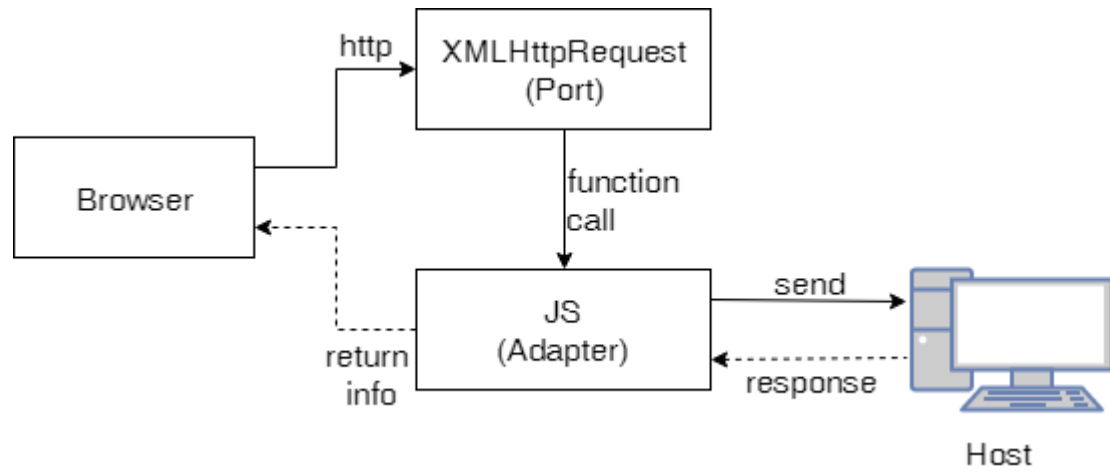 http
XMLHttpRequest
(Port)
Browser
function
call
JS
(Adapter)
send
response
return
info
Host